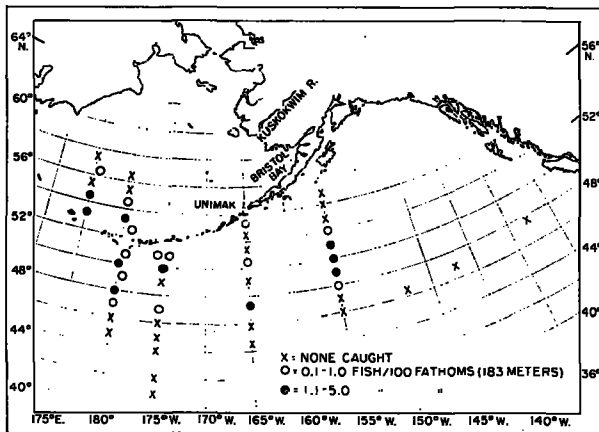 64°
N.
60°
56°
52°
48°
44°
40°
56°
N.
52°
48°
44°
40°
36°
KUSKOKWIM R.
BRISTOL
BAY
UNIMAK
X = NONE CAUGHT
O = 0.1-1.0 FISH/100 FATHOMS (183 METERS)
● = 1.1-5.0 " "
175°E. 180° 175°W. 170°W. 165°W. 160°W. 155°W. 150°W. 145°W. 140°W.